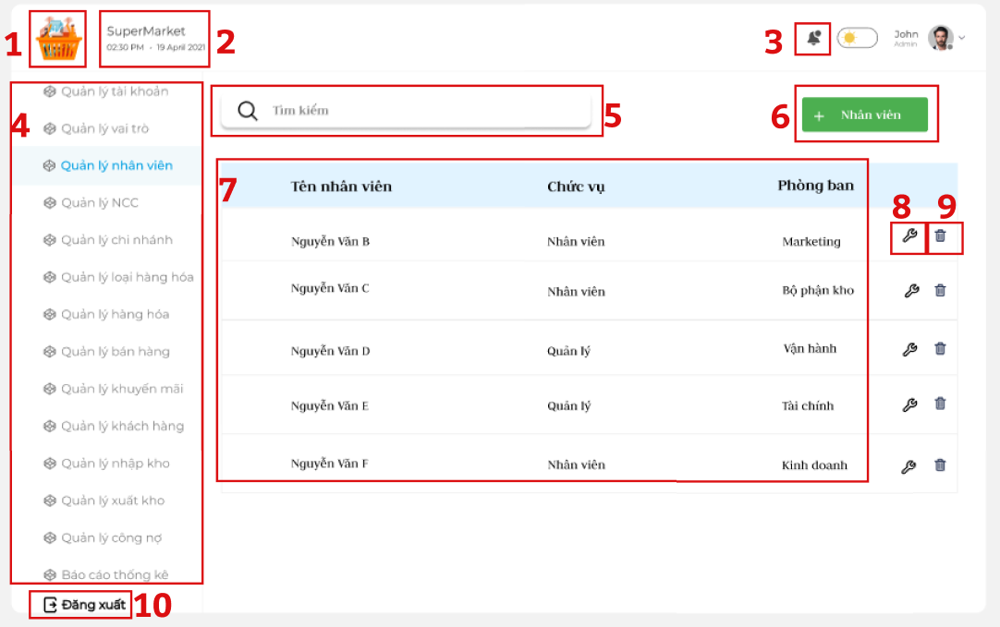 1
SuperMarket
02:30 PM • 19 April 2021
2
3
John
Admin
4
Quản lý tài khoản
Quản lý vai trò
Quản lý nhân viên
Quản lý NCC
Quản lý chi nhánh
Quản lý loại hàng hóa
Quản lý hàng hóa
Quản lý bán hàng
Quản lý khuyến mãi
Quản lý khách hàng
Quản lý nhập kho
Quản lý xuất kho
Quản lý công nợ
Báo cáo thống kê
Đăng xuất
10
Tìm kiếm
5
6
+ Nhân viên
7
Tên nhân viên Chức vụ Phòng ban
8 9
Nguyễn Văn B Nhân viên Marketing
Nguyễn Văn C Nhân viên Bộ phận kho
Nguyễn Văn D Quản lý Vận hành
Nguyễn Văn E Quản lý Tài chính
Nguyễn Văn F Nhân viên Kinh doanh